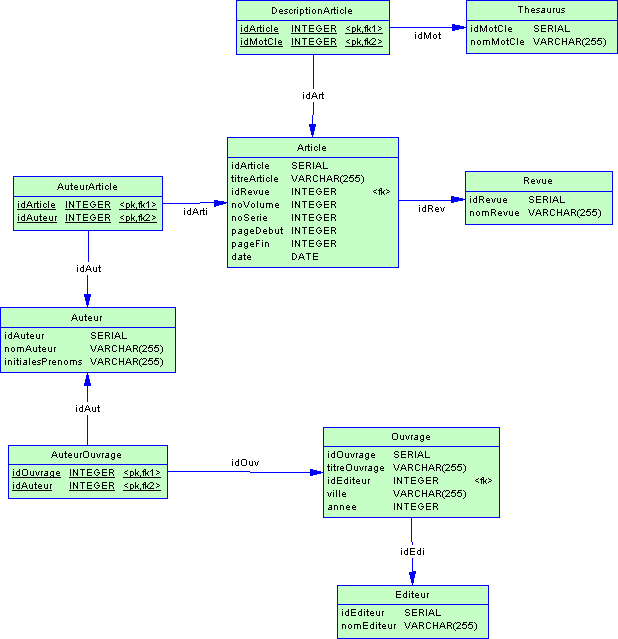 DescriptionArticle
idArticle INTEGER <pk,fk1>
idMotCle INTEGER <pk,fk2>
idMot
Thesaurus
idMotCle SERIAL
nomMotCle VARCHAR(255)
idArt
Article
idArticle SERIAL
titreArticle VARCHAR(255)
idRevue INTEGER <fk>
noVolume INTEGER
noSerie INTEGER
pageDebut INTEGER
pageFin INTEGER
date DATE
AuteurArticle
idArticle INTEGER <pk,fk1>
idAuteur INTEGER <pk,fk2>
idArti
idRev
Revue
idRevue SERIAL
nomRevue VARCHAR(255)
idAut
Auteur
idAuteur SERIAL
nomAuteur VARCHAR(255)
initialesPrenoms VARCHAR(255)
idAut
AuteurOuvrage
idOuvrage INTEGER <pk,fk1>
idAuteur INTEGER <pk,fk2>
idOuv
Ouvrage
idOuvrage SERIAL
titreOuvrage VARCHAR(255)
idEditeur INTEGER <fk>
ville VARCHAR(255)
annee INTEGER
idEdi
Editeur
idEditeur SERIAL
nomEditeur VARCHAR(255)